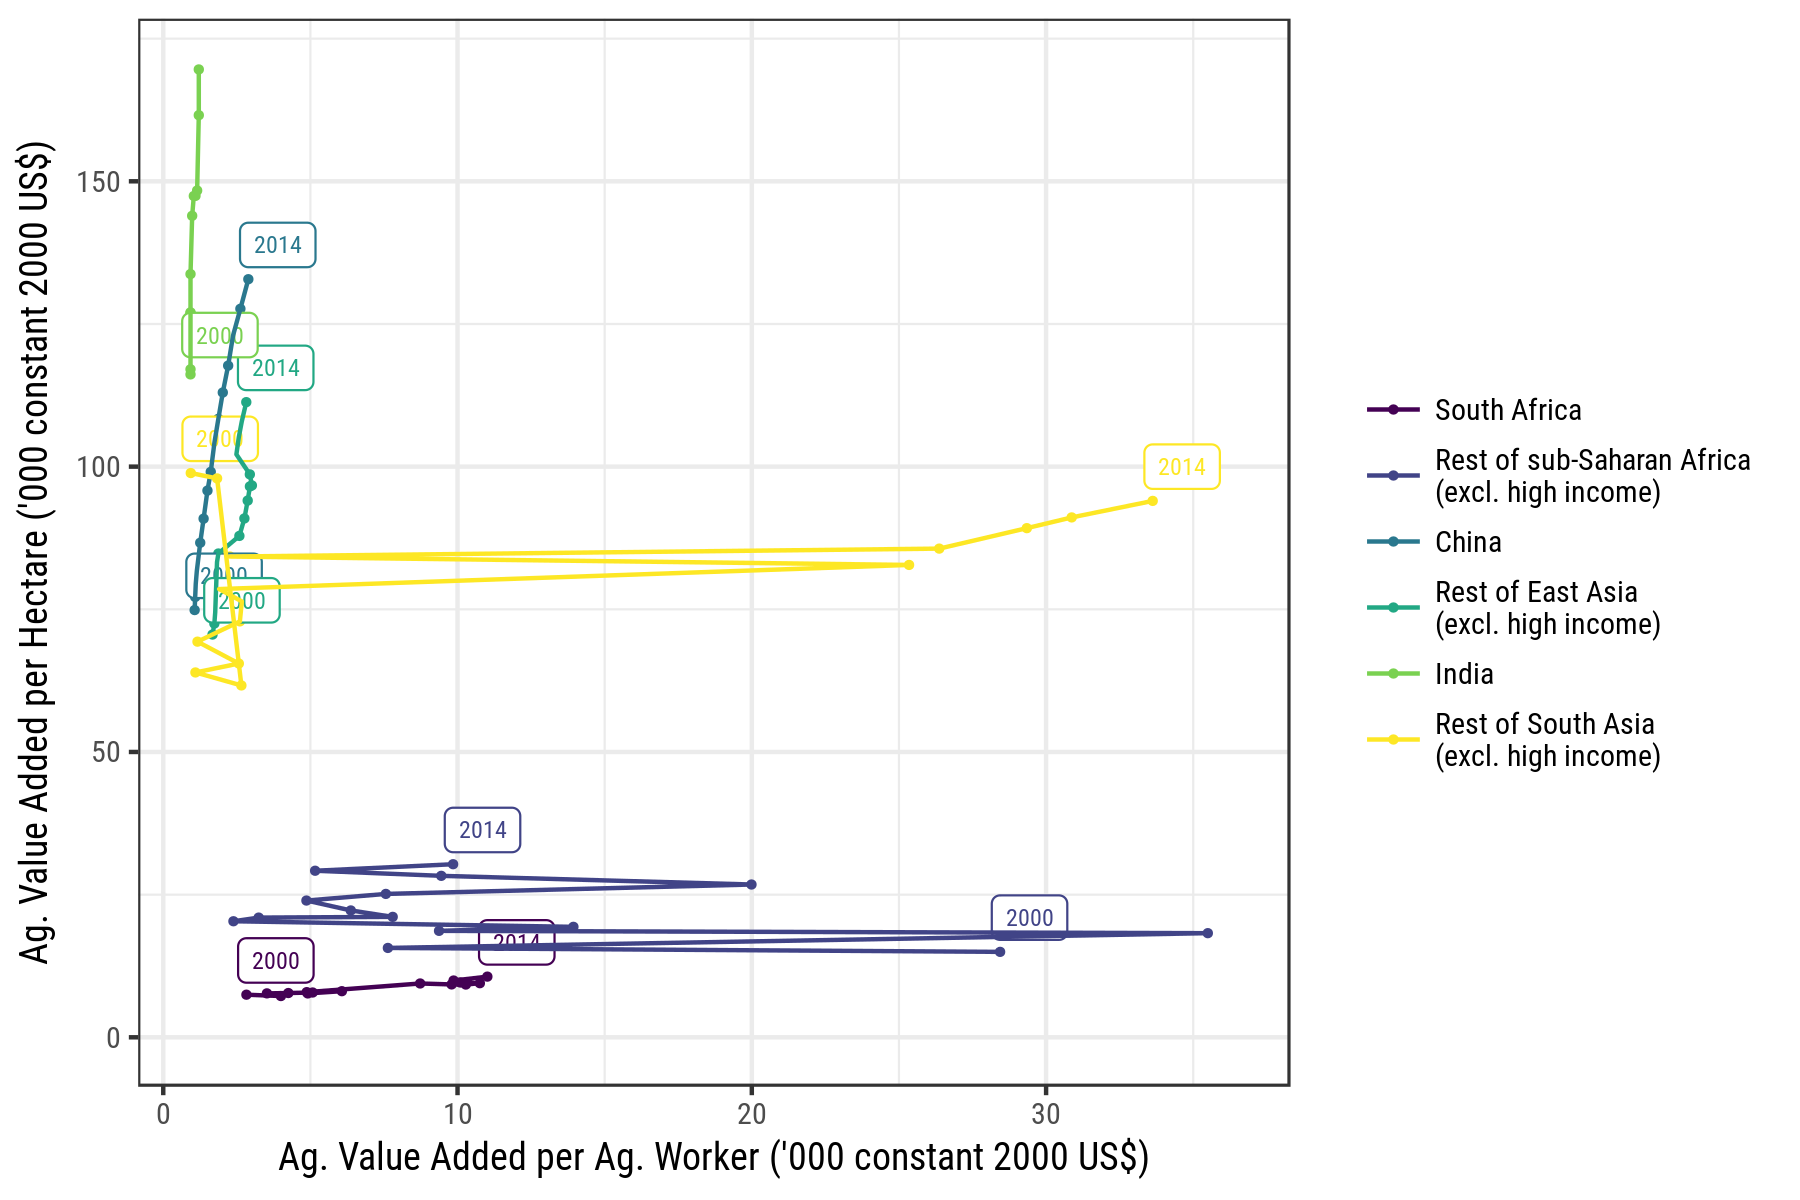 Ag. Value Added per Hectare ('000 constant 2000 US$)
150
100
50
0
2014
2000
2014
2000
2014
2000
2000
2014
2000
2014
2000
0
10
20
30
Ag. Value Added per Ag. Worker ('000 constant 2000 US$)
South Africa
Rest of sub-Saharan Africa
(excl. high income)
China
Rest of East Asia
(excl. high income)
India
Rest of South Asia
(excl. high income)